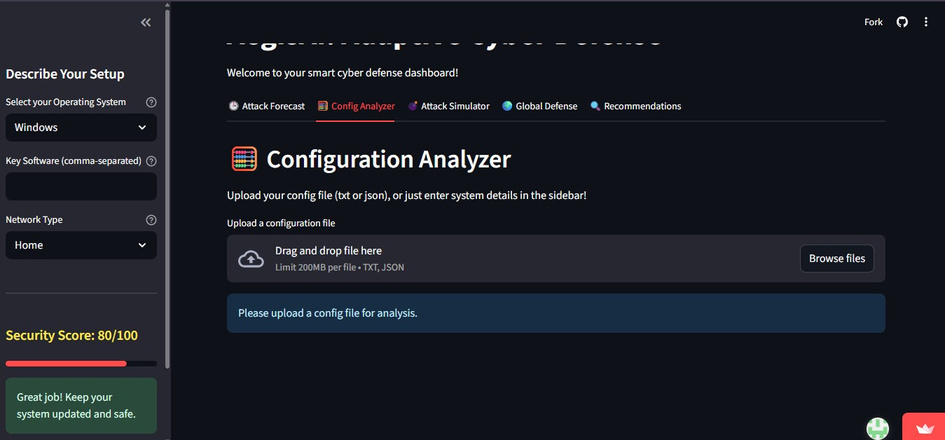 Fork
Describe Your Setup
Select your Operating System
Windows
Key Software (comma-separated)
Network Type
Home
Security Score: 80/100
Great job! Keep your
system updated and safe.
Adaptive Cyber Defense
Welcome to your smart cyber defense dashboard!
Attack Forecast
Config Analyzer
Attack Simulator
Global Defense
Recommendations
Configuration Analyzer
Upload your config file (txt or json), or just enter system details in the sidebar!
Upload a configuration file
Drag and drop file here
Limit 200MB per file • TXT, JSON
Browse files
Please upload a config file for analysis.